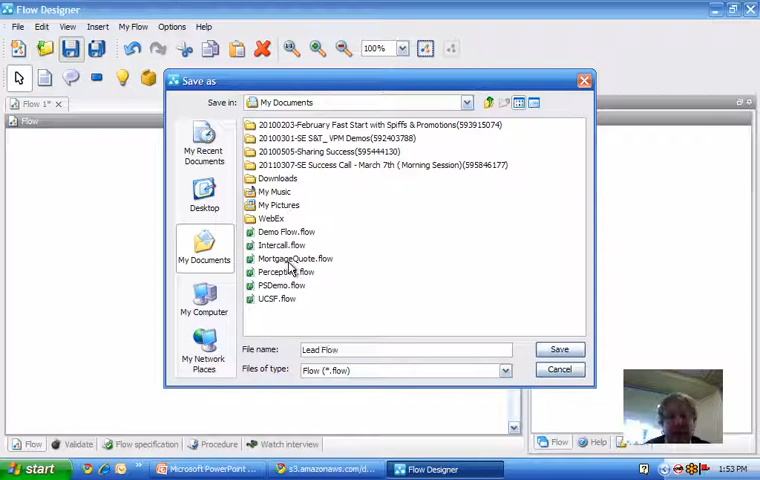 Flow Designer
File Edit View Insert My Flow Options Help
100%
Flow 1*
Flow
Save as
Save in: My Documents
My Recent Documents
Desktop
My Documents
My Computer
My Network Places
20100203-February Fast Start with Spiffs & Promotions(593915074)
20100301-SE S&T_ VPM Demos(592403788)
20100505-Sharing Success(595444130)
20110307-SE Success Call - March 7th ( Morning Session)(595846177)
Downloads
My Music
My Pictures
WebEx
Demo Flow.flow
Intercall.flow
MortgageQuote.flow
PSDemo.flow
UCSF.flow
File name: Lead Flow
Save
Files of type: Flow (*.flow)
Cancel
Flow Validate Flow specification Procedure Watch interview
Flow Help
start
Microsoft PowerPoint ...
s3.amazonaws.com/d...
Flow Designer
1:53 PM